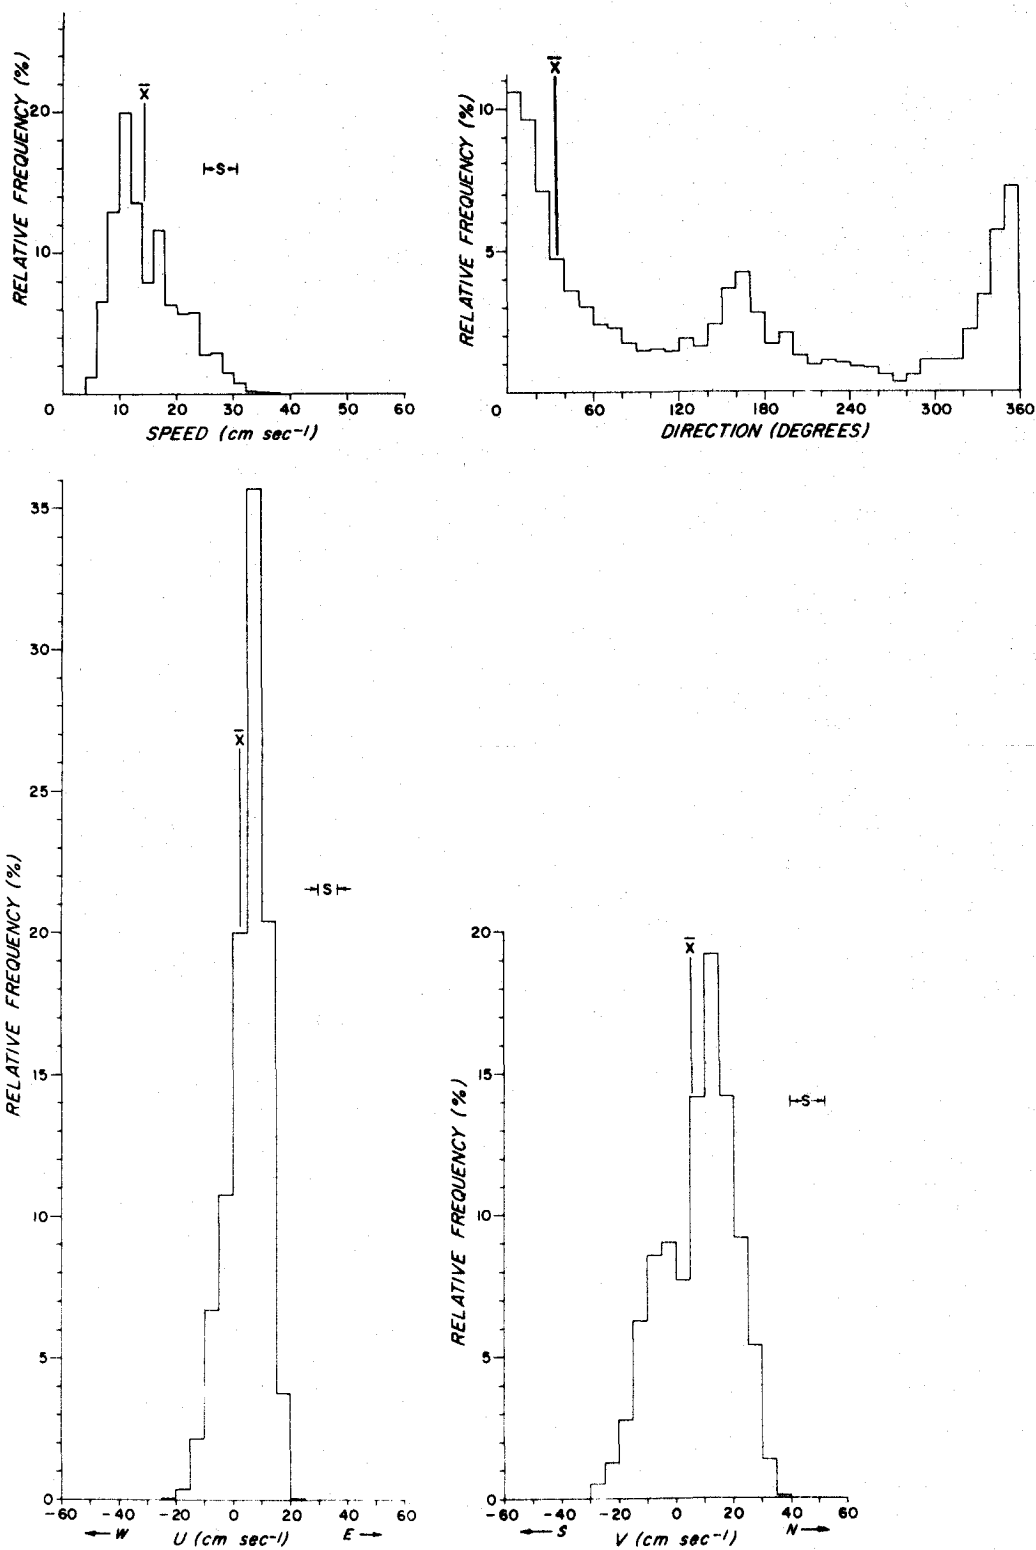 RELATIVE FREQUENCY (%)
20
10
X̄
S
0 10 20 30 40 50 60
SPEED (cm sec⁻¹)
RELATIVE FREQUENCY (%)
10
5
X̄
0 60 120 180 240 300 360
DIRECTION (DEGREES)
RELATIVE FREQUENCY (%)
35
30
25
20
15
10
5
0
X̄
S
-60 -40 -20 0 20 40 60
W U (cm sec⁻¹) E
RELATIVE FREQUENCY (%)
20
15
10
5
0
X̄
S
-60 -40 -20 0 20 40 60
S V (cm sec⁻¹) N